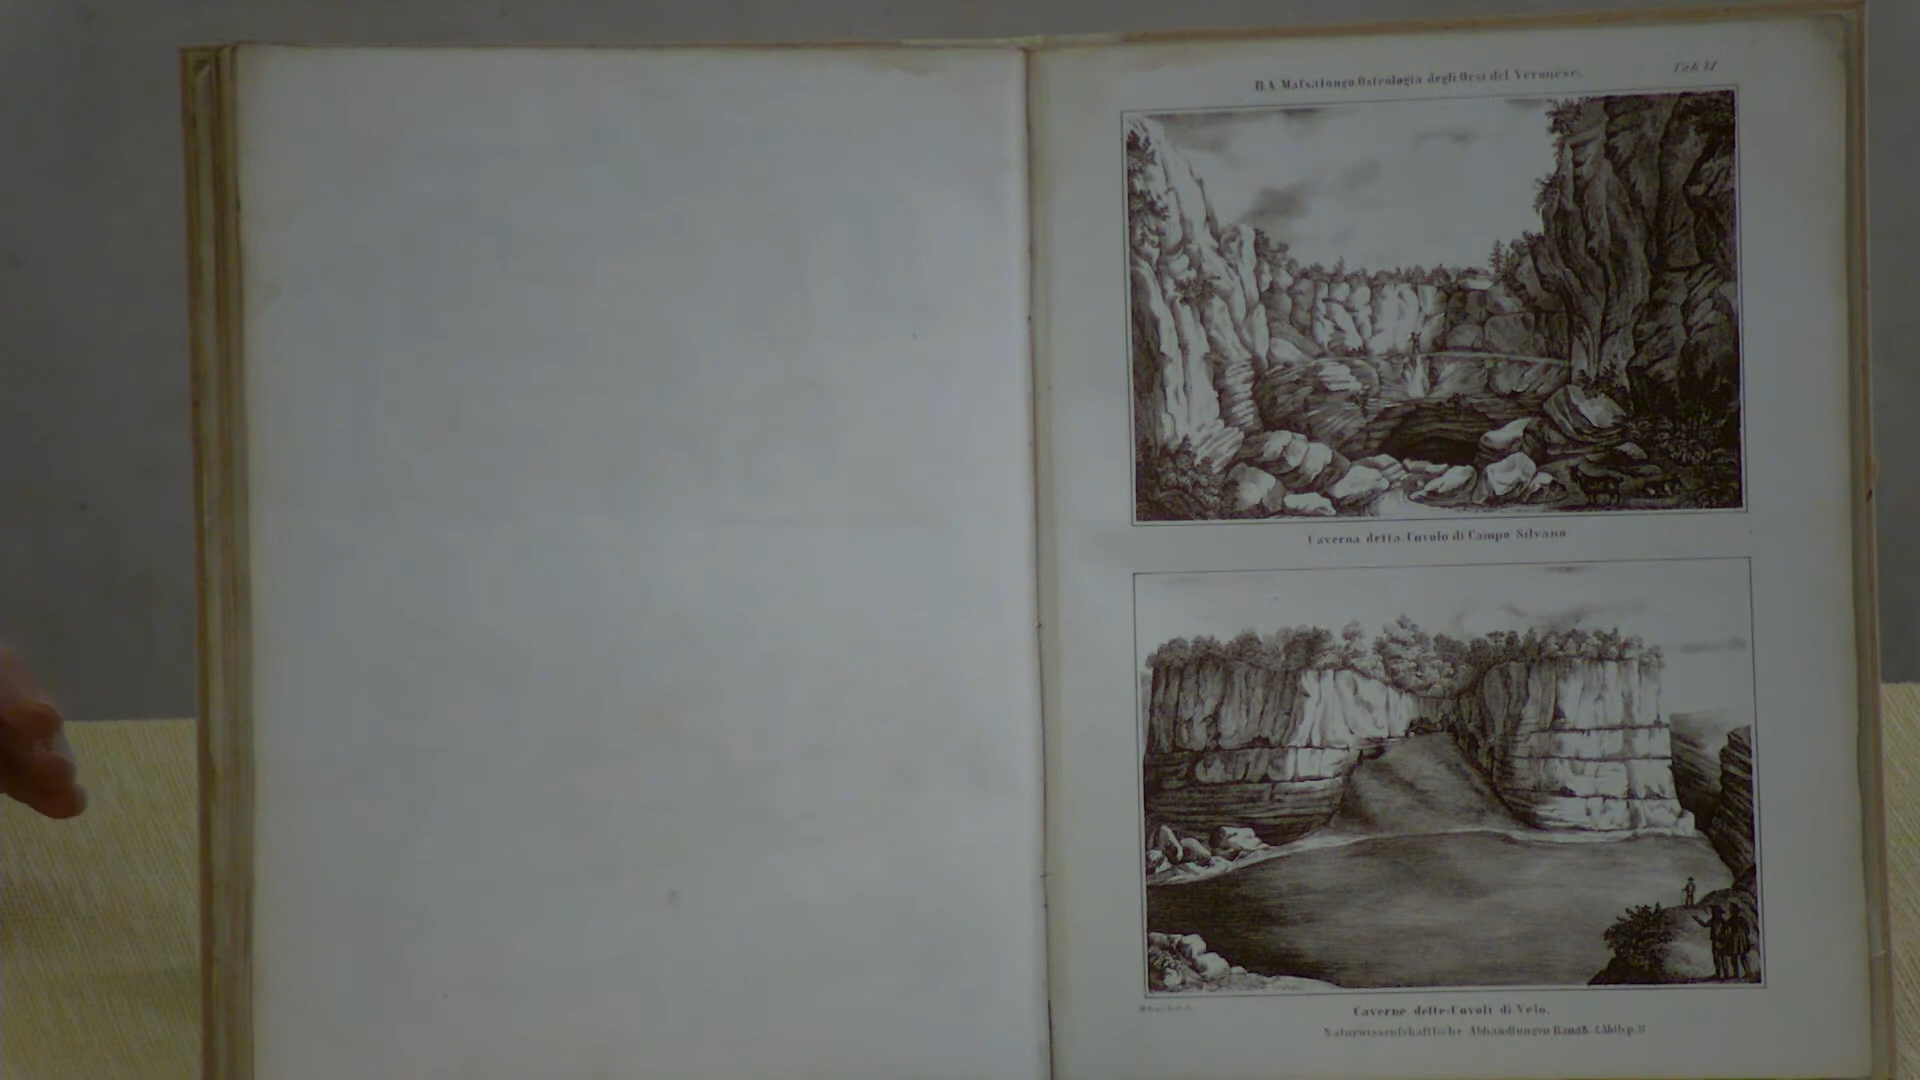 D. A. Massalongo. Osteologia degli Orsi del Veronese.
Tab. II
Caverna detta Covolo di Campo Silvano
Caverne dette: Covoli di Velo.
Naturwissenschaftliche Abhandlungen Band